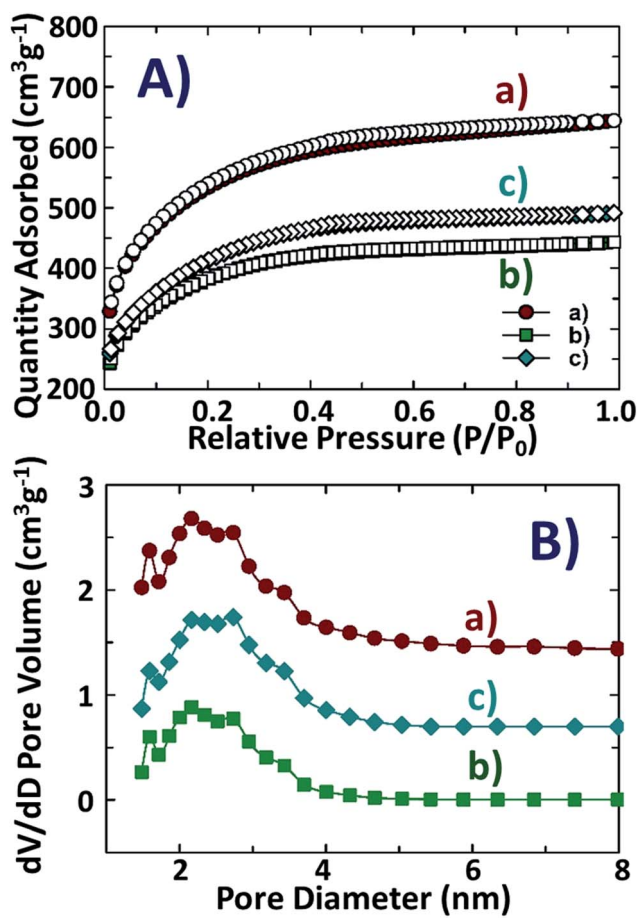 800
700
600
500
400
300
200
Quantity Adsorbed (cm³g⁻¹)
A)
a)
c)
b)
a)
b)
c)
0.0 0.2 0.4 0.6 0.8 1.0
Relative Pressure (P/P₀)
3
2
1
0
dV/dD Pore Volume (cm³g⁻¹)
B)
a)
c)
b)
2 4 6 8
Pore Diameter (nm)